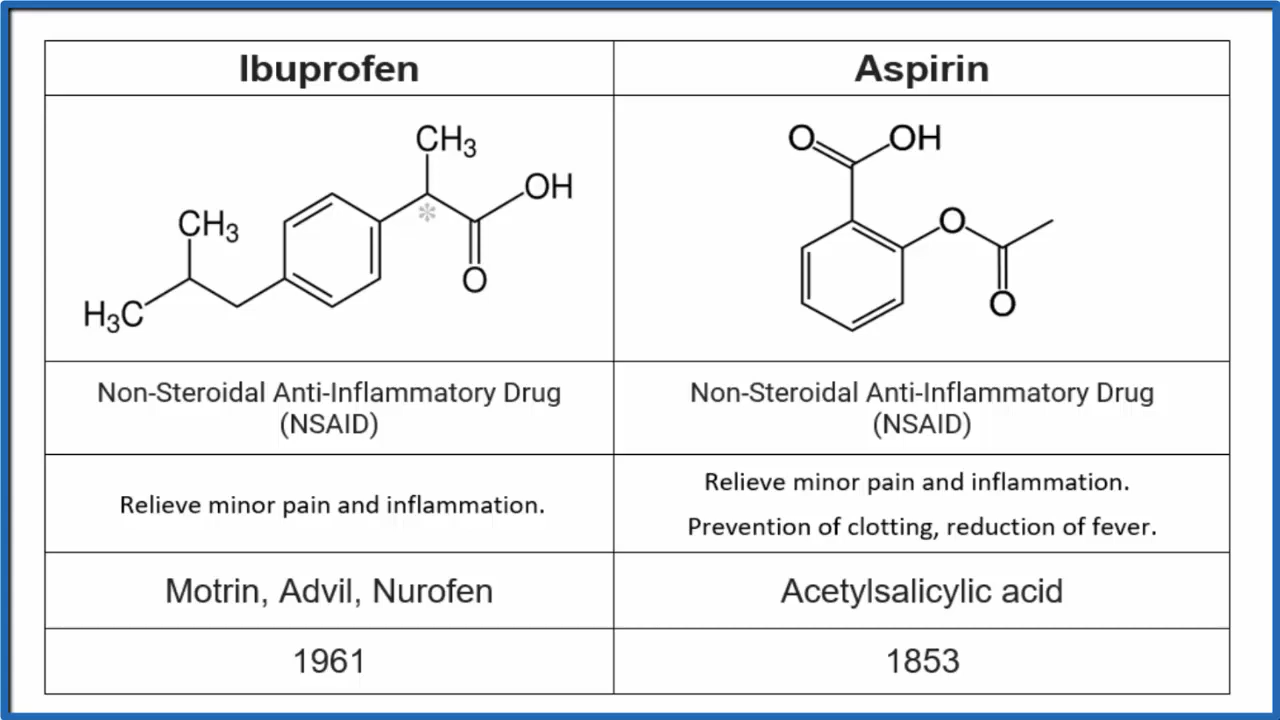 Ibuprofen
Aspirin
CH₃
OH
CH₃
O
H₃C
O
OH
O
O
Non-Steroidal Anti-Inflammatory Drug
(NSAID)
Non-Steroidal Anti-Inflammatory Drug
(NSAID)
Relieve minor pain and inflammation.
Relieve minor pain and inflammation.
Prevention of clotting, reduction of fever.
Motrin, Advil, Nurofen
Acetylsalicylic acid
1961
1853